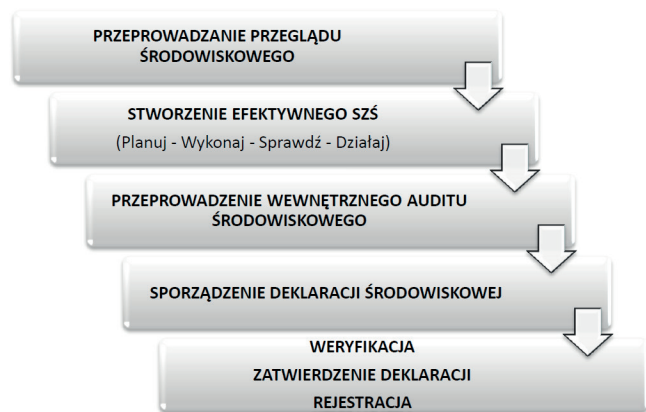 PRZEPROWADZANIE PRZEGLĄDU
ŚRODOWISKOWEGO
STWORZENIE EFEKTYWNEGO SZŚ
(Planuj - Wykonaj - Sprawdź - Działaj)
PRZEPROWADZENIE WEWNĘTRZNEGO AUDITU
ŚRODOWISKOWEGO
SPORZĄDZENIE DEKLARACJI ŚRODOWISKOWEJ
WERYFIKACJA
ZATWIERDZENIE DEKLARACJI
REJESTRACJA